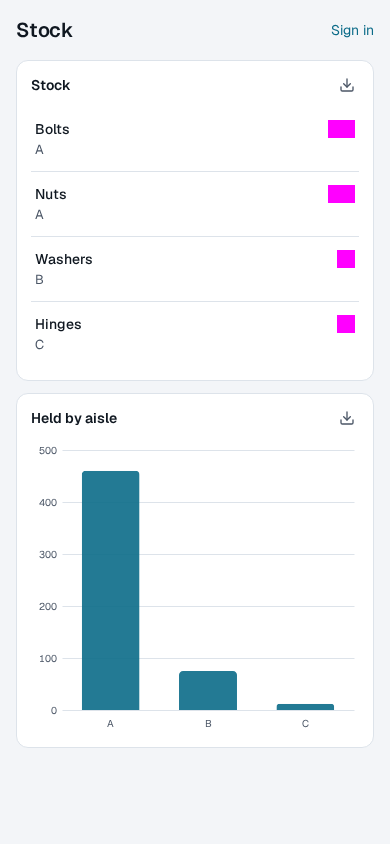 Stock
Sign in
Stock
Bolts
A
Nuts
A
Washers
B
Hinges
C
Held by aisle
500
400
300
200
100
0
A B C